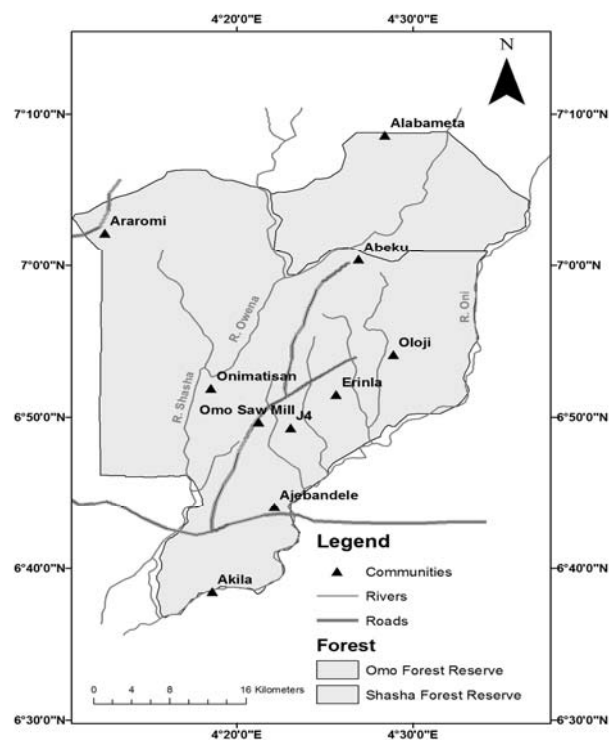 4°20'0"E 4°30'0"E
N
7°10'0"N 7°10'0"N
Alabameta
Araromi
Abeku
7°0'0"N 7°0'0"N
R. Oni
R. Owena
Oloji
Onimatisan
Erinla
R. Shasha
Omo Saw Mill
J4
6°50'0"N 6°50'0"N
Ajebandele
Legend
6°40'0"N 6°40'0"N
Communities
Akila
Rivers
Roads
Forest
Omo Forest Reserve
16 Kilometers
0 4 8 12
Shasha Forest Reserve
6°30'0"N 6°30'0"N
4°20'0"E 4°30'0"E